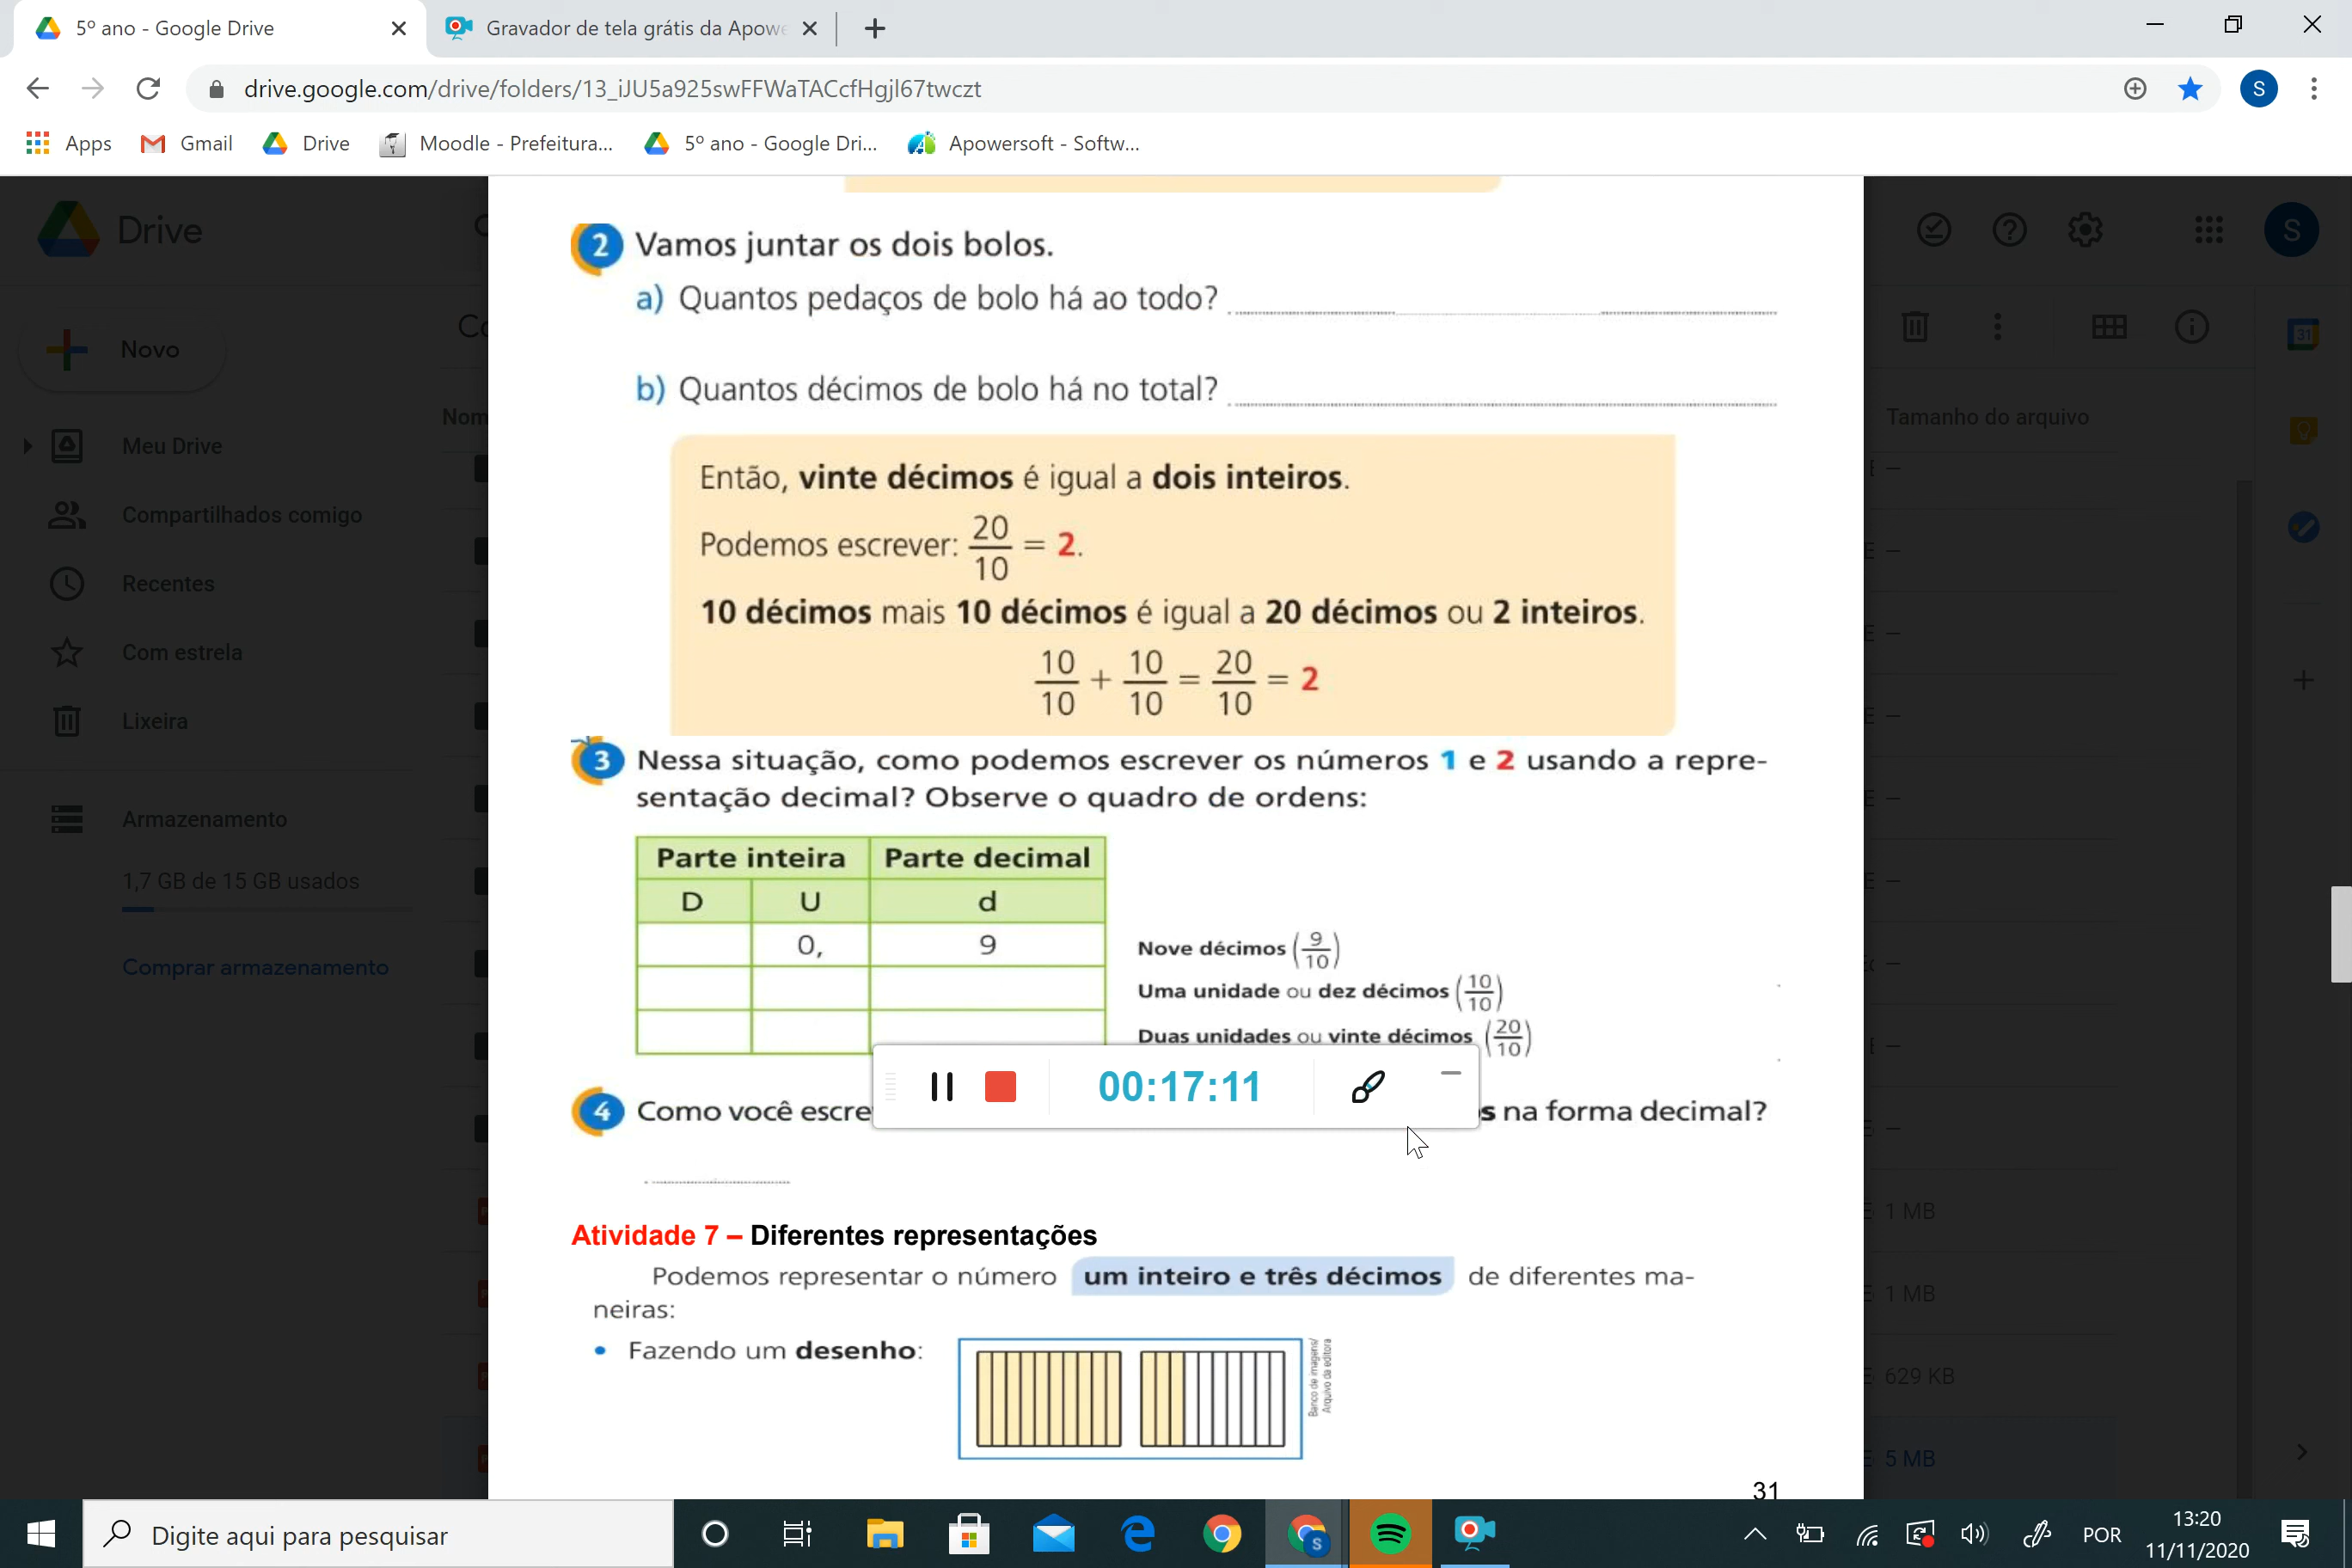 5º ano - Google Drive
Gravador de tela grátis da Apowe
drive.google.com/drive/folders/13_iJU5a925swFFWaTACcfHgjl67twczt
S
Apps
Gmail
Drive
Moodle - Prefeitura...
5º ano - Google Dri...
Apowersoft - Softw...
Drive
S
Novo
Meu Drive
Compartilhados comigo
Recentes
Com estrela
Lixeira
Armazenamento
1,7 GB de 15 GB usados
Comprar armazenamento
Nom
Tamanho do arquivo
1 MB
1 MB
629 KB
5 MB
31
2 Vamos juntar os dois bolos.
a) Quantos pedaços de bolo há ao todo?
b) Quantos décimos de bolo há no total?
Então, vinte décimos é igual a dois inteiros.
Podemos escrever: 20/10 = 2.
10 décimos mais 10 décimos é igual a 20 décimos ou 2 inteiros.
10/10 + 10/10 = 20/10 = 2
3 Nessa situação, como podemos escrever os números 1 e 2 usando a repre-
sentação decimal? Observe o quadro de ordens:
Parte inteira Parte decimal
D U d
0, 9
Nove décimos (9/10)
Uma unidade ou dez décimos (10/10)
Duas unidades ou vinte décimos (20/10)
00:17:11
4 Como você escre s na forma decimal?
Atividade 7 – Diferentes representações
Podemos representar o número um inteiro e três décimos de diferentes ma-
neiras:
• Fazendo um desenho:
Banco de imagens/
Arquivo da editora
31
Digite aqui para pesquisar
S
POR
13:20
11/11/2020